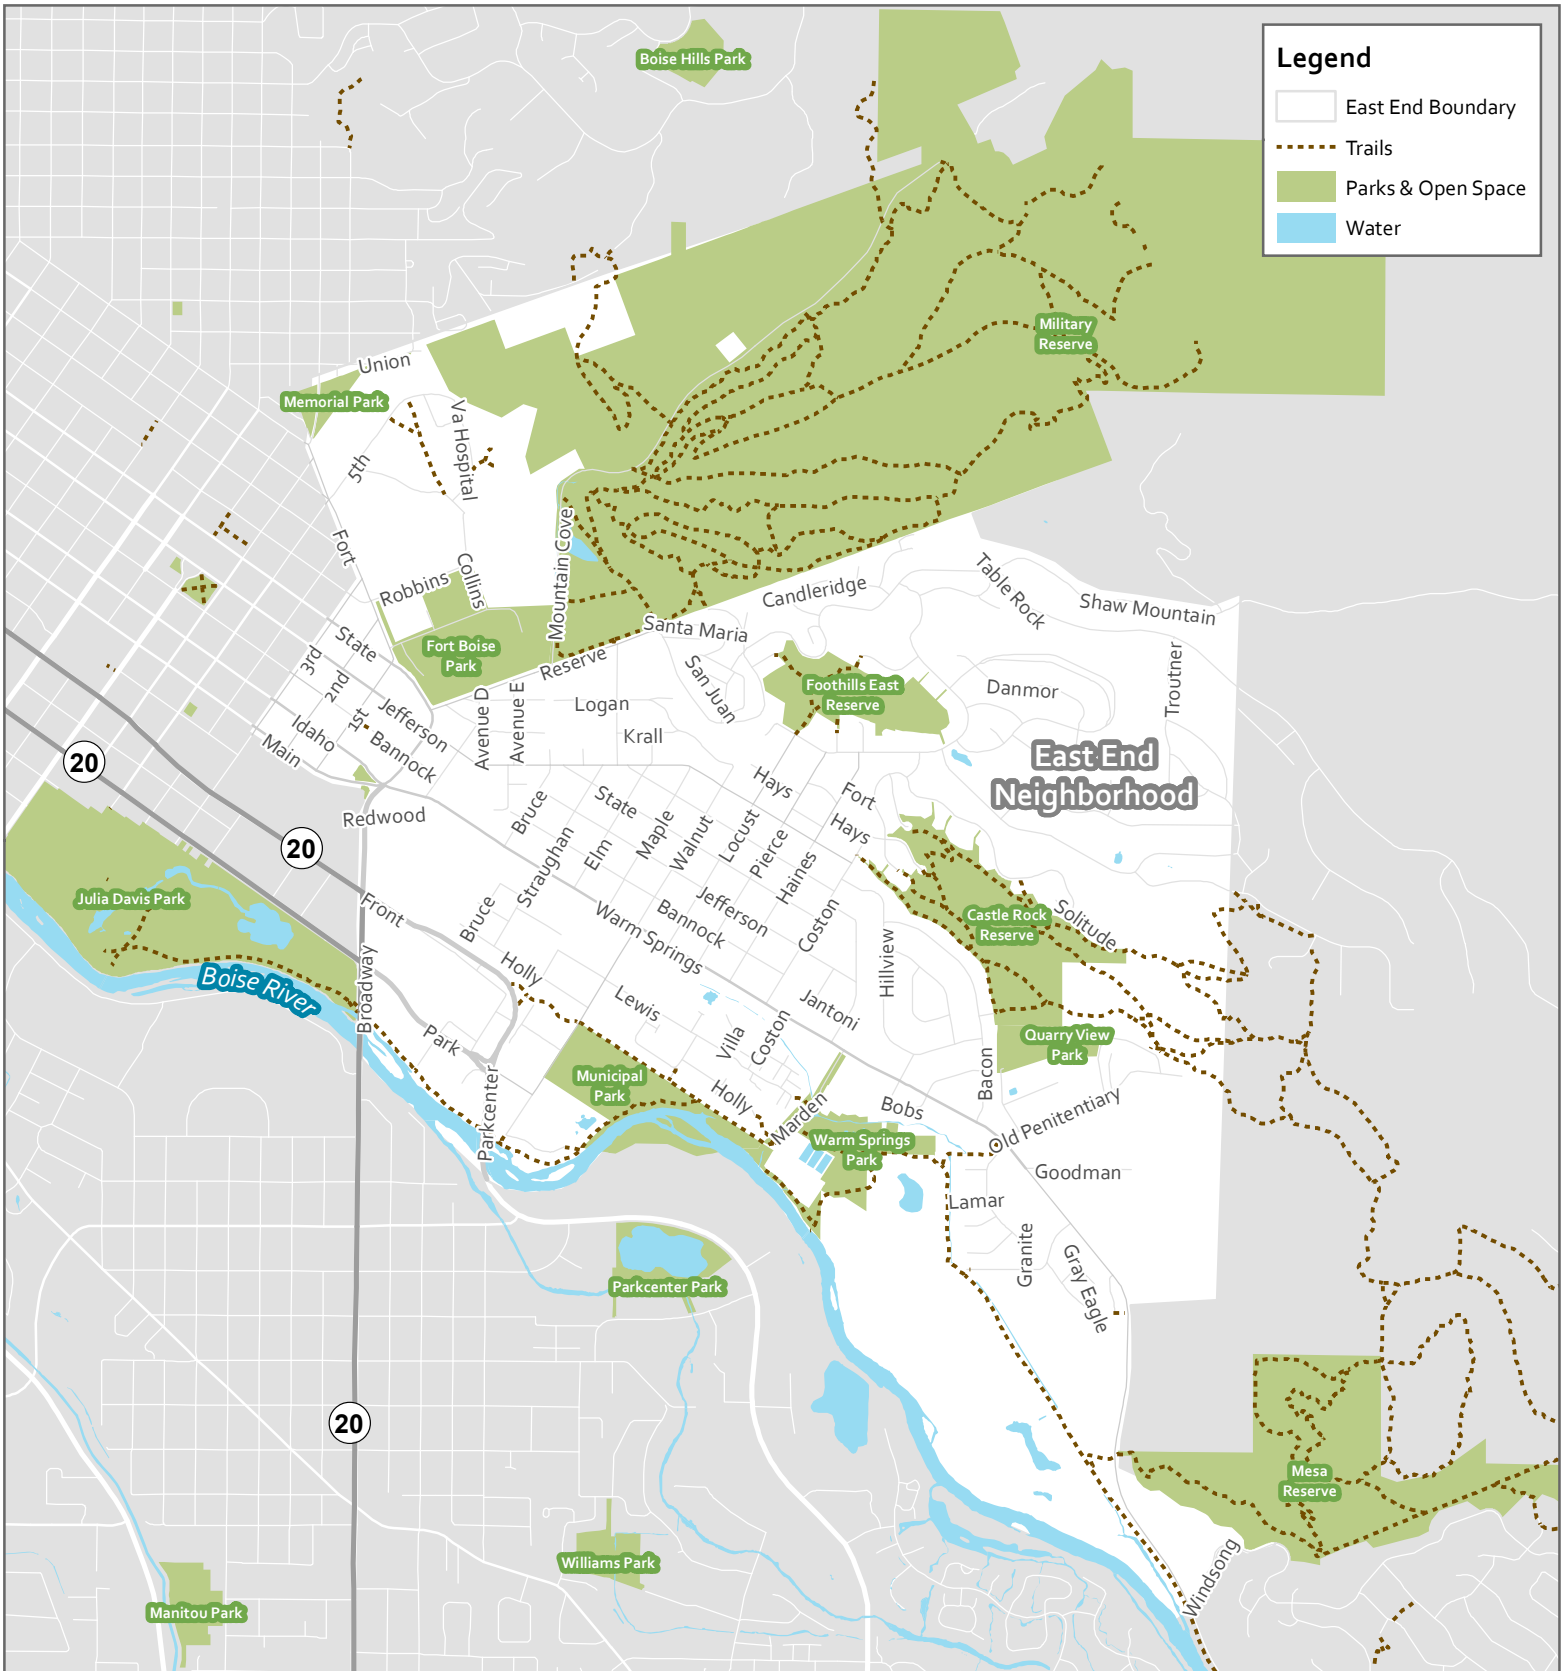 Legend
East End Boundary
Trails
Parks & Open Space
Water
Boise Hills Park
Military
Reserve
Union
Memorial Park
Va Hospital
5th
Fort
Mountain Cove
Collins
Robbins
Table Rock
Shaw Mountain
Candleridge
Santa Maria
State
Fort Boise
Park
Reserve
3rd
2nd
1st
San Juan
Troutner
Foothills East
Reserve
Danmor
Avenue D
Avenue E
Logan
Jefferson
Idaho
Krall
Main
Bannock
East End
Neighborhood
20
Hays
Fort
Redwood
Bruce
State
Maple
Walnut
Locust
Hays
20
Straughan
Elm
Pierce
Haines
Julia Davis Park
Front
Bruce
Jefferson
Bannock
Warm Springs
Coston
Castle Rock
Reserve
Solitude
Hillview
Boise River
Broadway
Holly
Lewis
Jantoni
Park
Villa
Coston
Quarry View
Park
Municipal
Park
Bacon
Parkcenter
Holly
Marden
Bobs
Old Penitentiary
Warm Springs
Park
Goodman
Lamar
Granite
Gray Eagle
Parkcenter Park
20
Mesa
Reserve
Williams Park
Windsong
Manitou Park